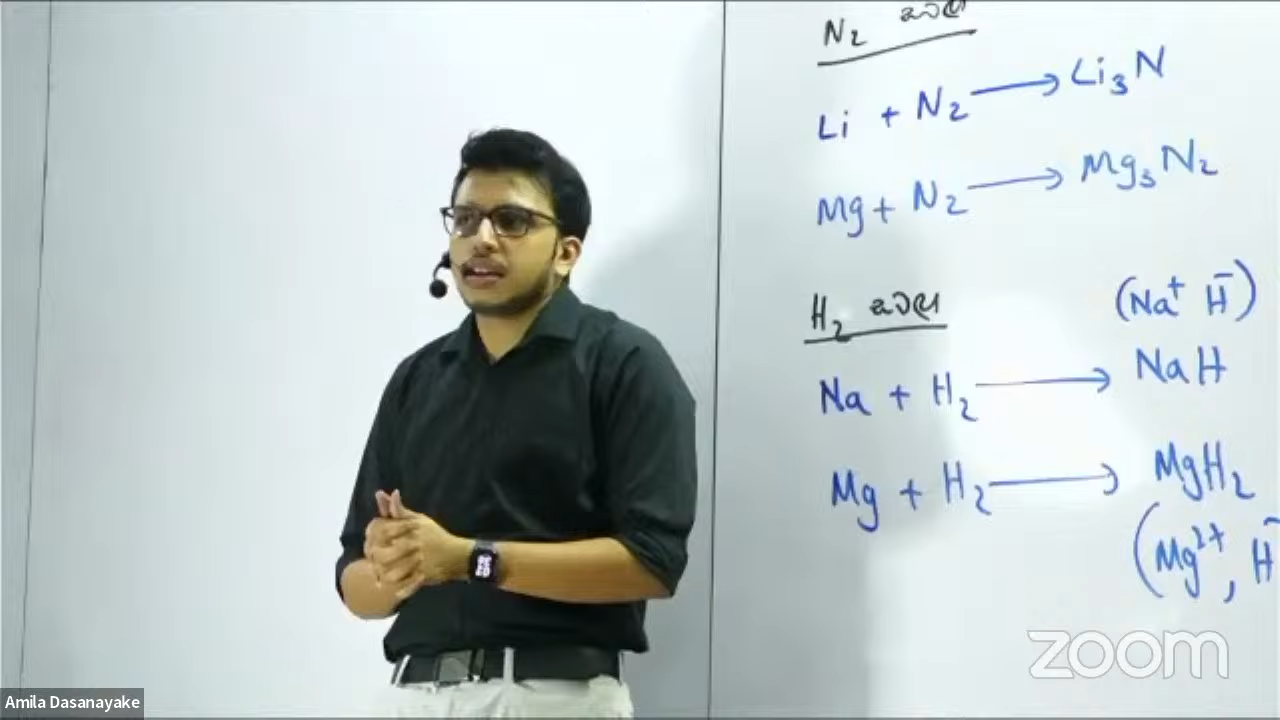 N₂ සමඟ
Li + N₂ → Li₃N
Mg + N₂ → Mg₃N₂
H₂ සමඟ
(Na⁺ H⁻)
Na + H₂ → NaH
Mg + H₂ → MgH₂
(Mg²⁺, H⁻
zoom
Amila Dasanayake